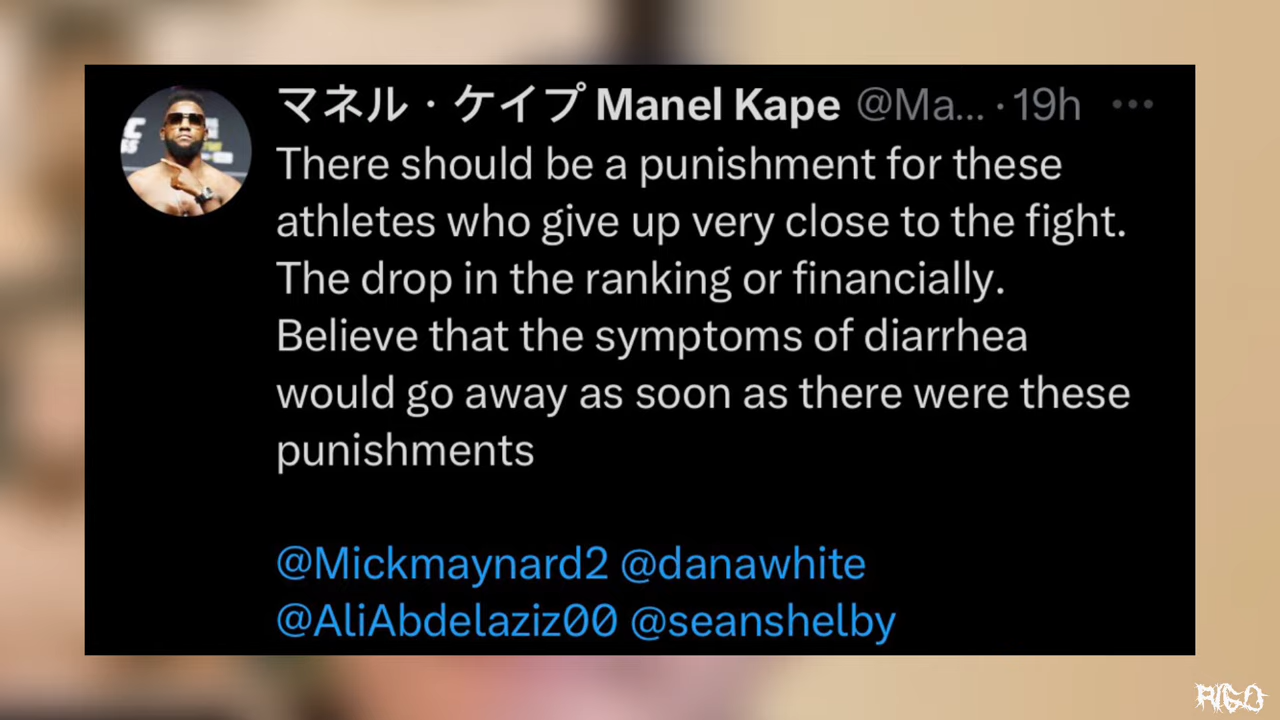 マネル・ケイプ Manel Kape @Ma... · 19h ...
There should be a punishment for these
athletes who give up very close to the fight.
The drop in the ranking or financially.
Believe that the symptoms of diarrhea
would go away as soon as there were these
punishments
@Mickmaynard2 @danawhite
@AliAbdelaziz00 @seanshelby
RIGO